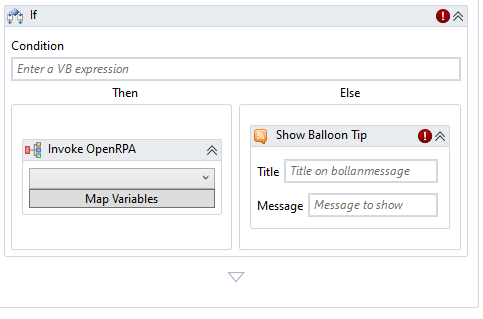 If
Condition
Enter a VB expression
Then
Else
Invoke OpenRPA
Map Variables
Show Balloon Tip
Title Title on bollanmessage
Message Message to show